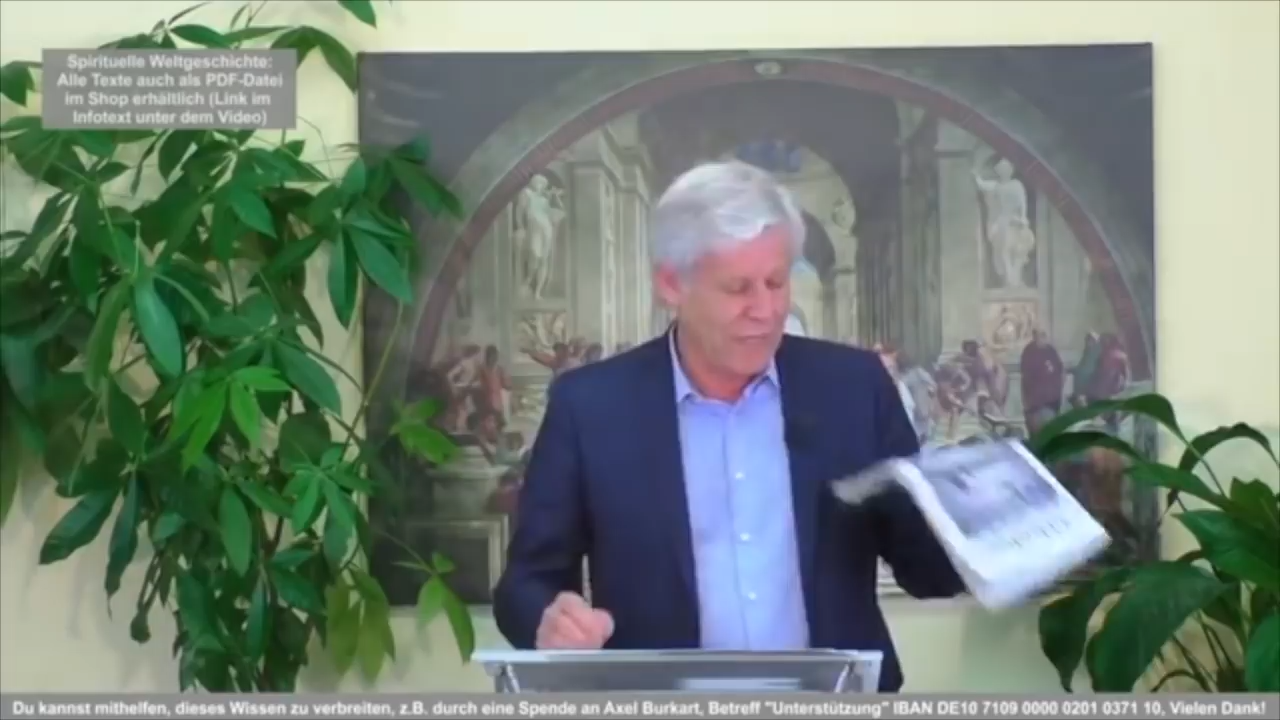 Spirituelle Weltgeschichte:
Alle Texte auch als PDF-Datei
im Shop erhältlich (Link im
Infotext unter dem Video)
Du kannst mithelfen, dieses Wissen zu verbreiten, z.B. durch eine Spende an Axel Burkart, Betreff "Unterstützung" IBAN DE10 7109 0000 0201 0371 10, Vielen Dank!